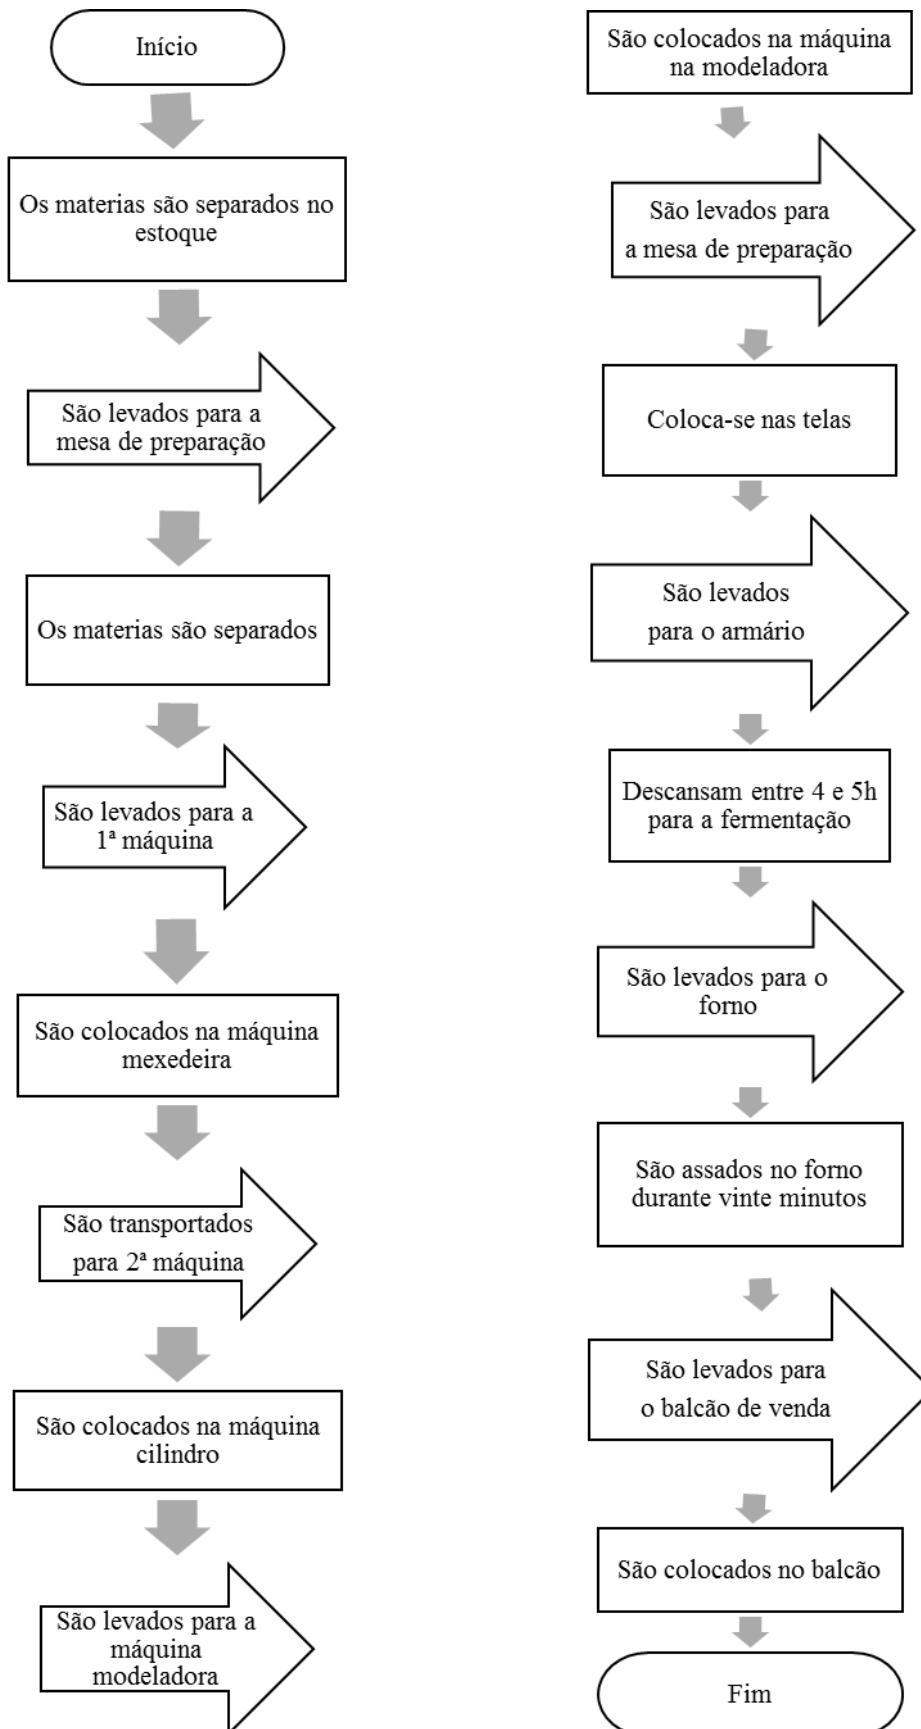 Início
Os materias são separados no
estoque
São levados para a
mesa de preparação
Os materias são separados
São levados para a
1ª máquina
São colocados na máquina
mexedeira
São transportados
para 2ª máquina
São colocados na máquina
cilindro
São levados para a
máquina
modeladora
São colocados na máquina
na modeladora
São levados para
a mesa de preparação
Coloca-se nas telas
São levados
para o armário
Descansam entre 4 e 5h
para a fermentação
São levados para o
forno
São assados no forno
durante vinte minutos
São levados para
o balcão de venda
São colocados no balcão
Fim